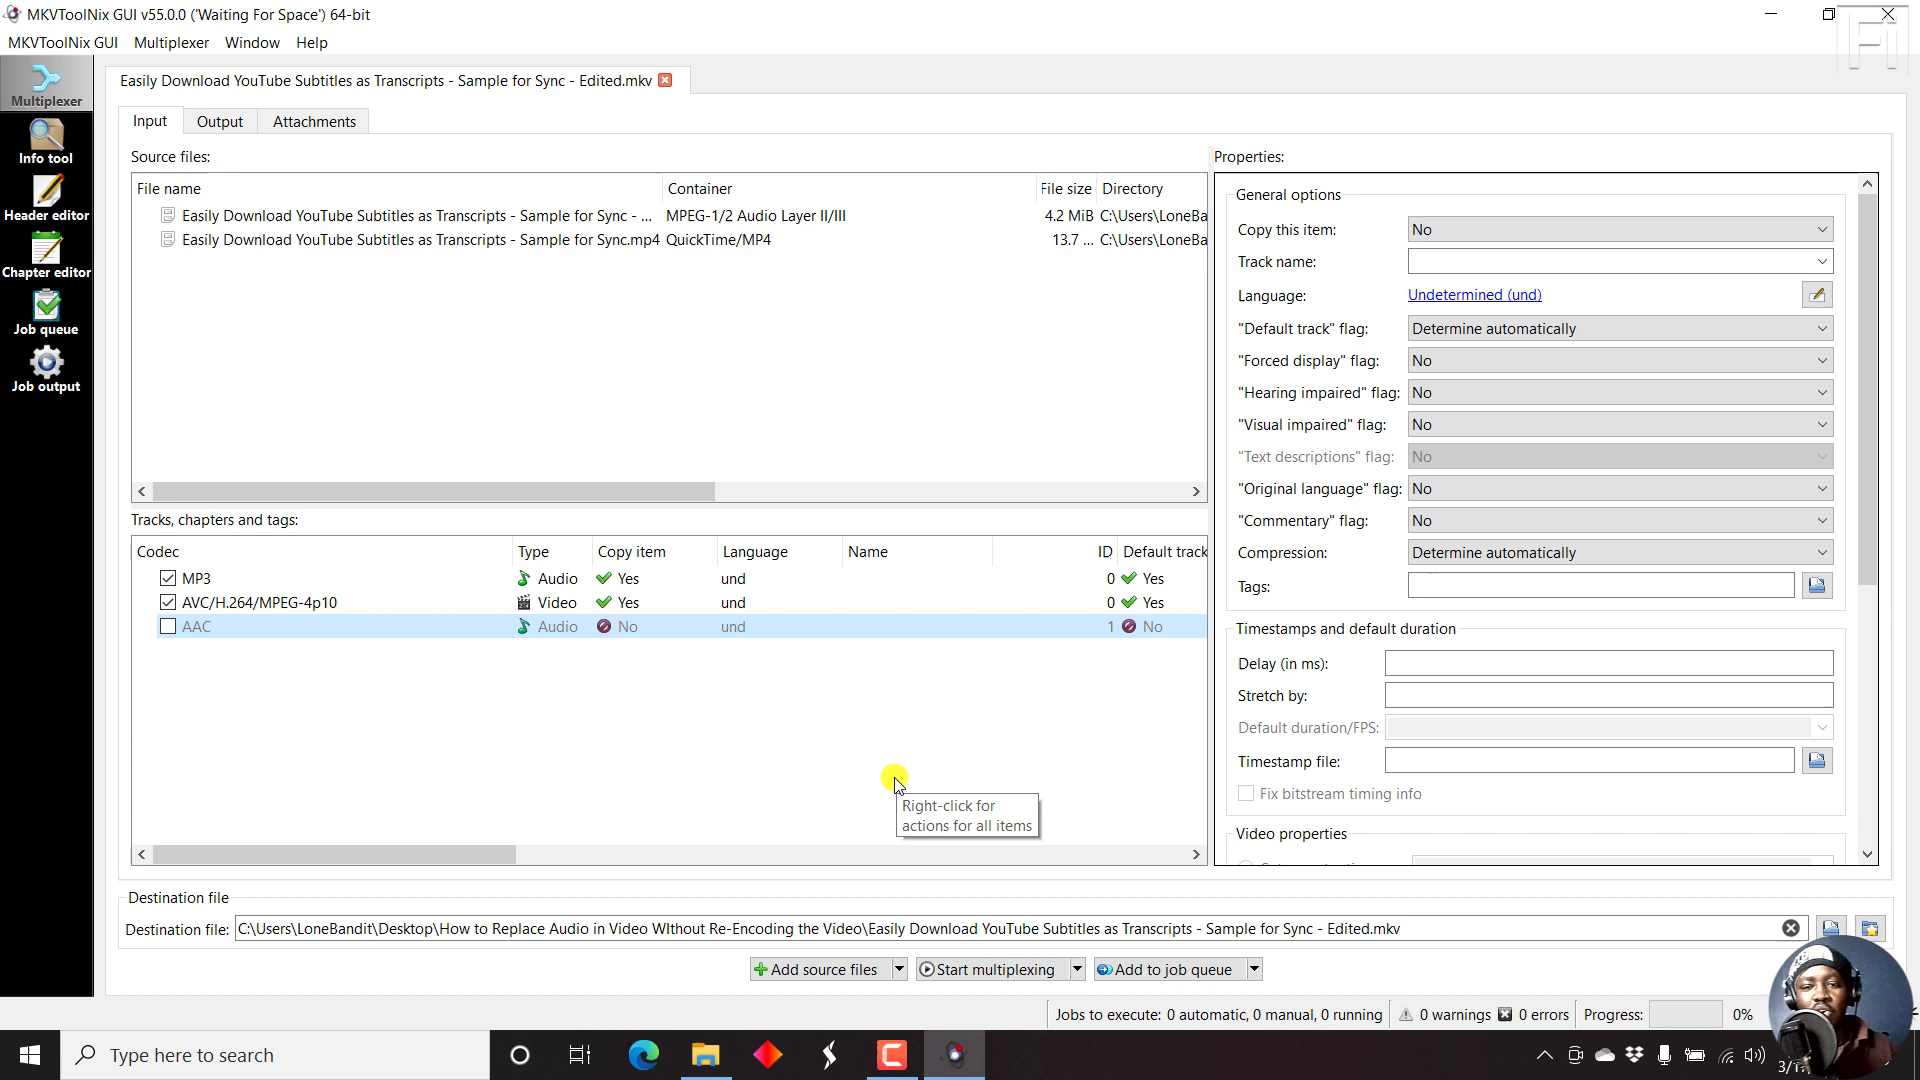 MKVToolNix GUI v55.0.0 ('Waiting For Space') 64-bit
MKVToolNix GUI Multiplexer Window Help
Multiplexer
Info tool
Header editor
Chapter editor
Job queue
Job output
Easily Download YouTube Subtitles as Transcripts - Sample for Sync - Edited.mkv
Input Output Attachments
Source files:
File name Container File size Directory
Easily Download YouTube Subtitles as Transcripts - Sample for Sync - ... MPEG-1/2 Audio Layer II/III 4.2 MiB C:\Users\LoneBa
Easily Download YouTube Subtitles as Transcripts - Sample for Sync.mp4 QuickTime/MP4 13.7 ... C:\Users\LoneBa
Tracks, chapters and tags:
Codec Type Copy item Language Name ID Default track
MP3 Audio Yes und 0 Yes
AVC/H.264/MPEG-4p10 Video Yes und 0 Yes
AAC Audio No und 1 No
Right-click for
actions for all items
Properties:
General options
Copy this item: No
Track name:
Language: Undetermined (und)
"Default track" flag: Determine automatically
"Forced display" flag: No
"Hearing impaired" flag: No
"Visual impaired" flag: No
"Text descriptions" flag: No
"Original language" flag: No
"Commentary" flag: No
Compression: Determine automatically
Tags:
Timestamps and default duration
Delay (in ms):
Stretch by:
Default duration/FPS:
Timestamp file:
Fix bitstream timing info
Video properties
Destination file
Destination file: C:\Users\LoneBandit\Desktop\How to Replace Audio in Video WIthout Re-Encoding the Video\Easily Download YouTube Subtitles as Transcripts - Sample for Sync - Edited.mkv
Add source files Start multiplexing Add to job queue
Jobs to execute: 0 automatic, 0 manual, 0 running 0 warnings 0 errors Progress: 0%
Type here to search